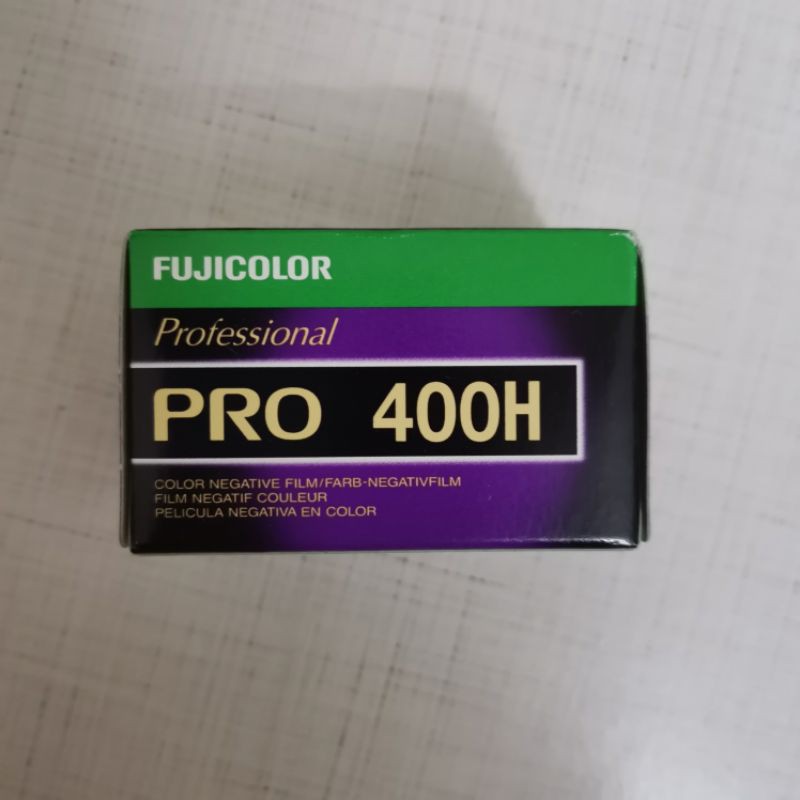 FUJICOLOR
Professional
PRO 400H
COLOR NEGATIVE FILM/FARB-NEGATIVFILM
FILM NEGATIF COULEUR
PELICULA NEGATIVA EN COLOR